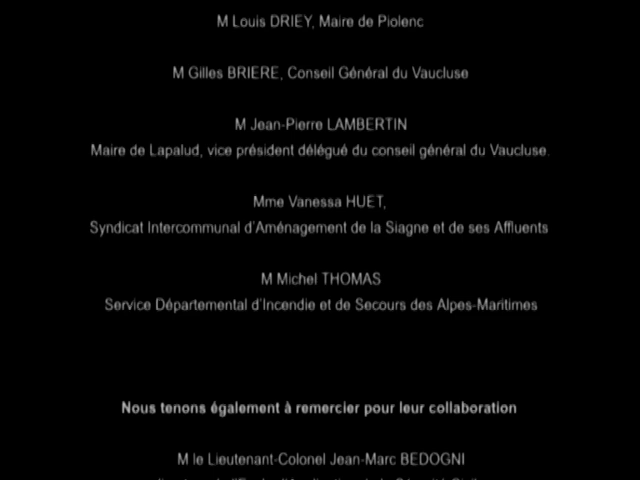 M Louis DRIEY, Maire de Piolenc
M Gilles BRIERE, Conseil Général du Vaucluse
M Jean-Pierre LAMBERTIN
Maire de Lapalud, vice président délégué du conseil général du Vaucluse.
Mme Vanessa HUET,
Syndicat Intercommunal d'Aménagement de la Siagne et de ses Affluents
M Michel THOMAS
Service Départemental d'Incendie et de Secours des Alpes-Maritimes
Nous tenons également à remercier pour leur collaboration
M le Lieutenant-Colonel Jean-Marc BEDOGNI